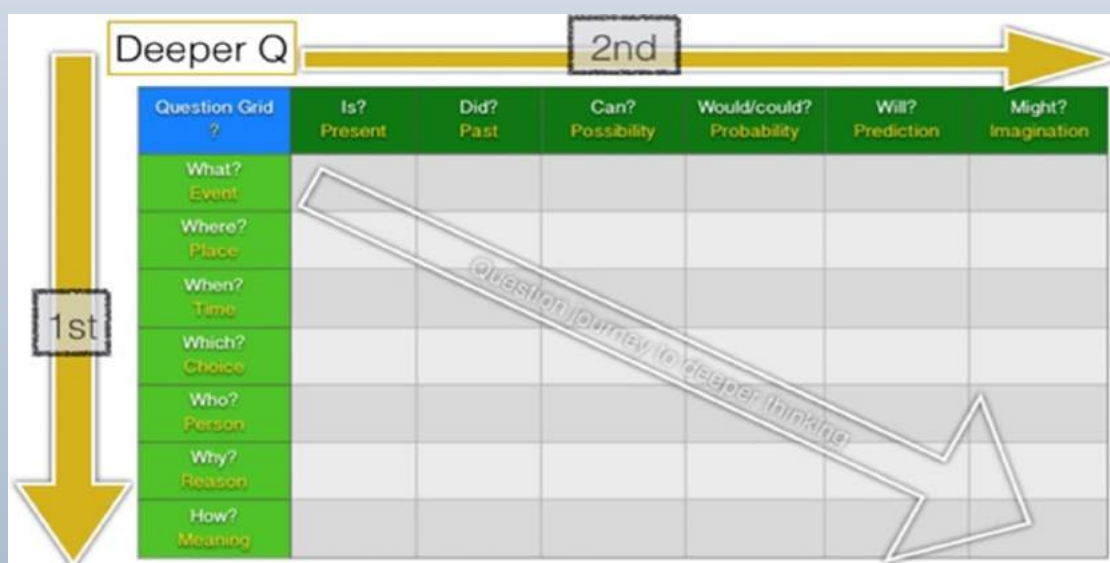 Deeper Q
2nd
1st
Question Grid
?
Is?
Present
Did?
Past
Can?
Possibility
Would/could?
Probability
Will?
Prediction
Might?
Imagination
What?
Event
Where?
Place
When?
Time
Which?
Choice
Who?
Person
Why?
Reason
How?
Meaning
Question journey to deeper thinking